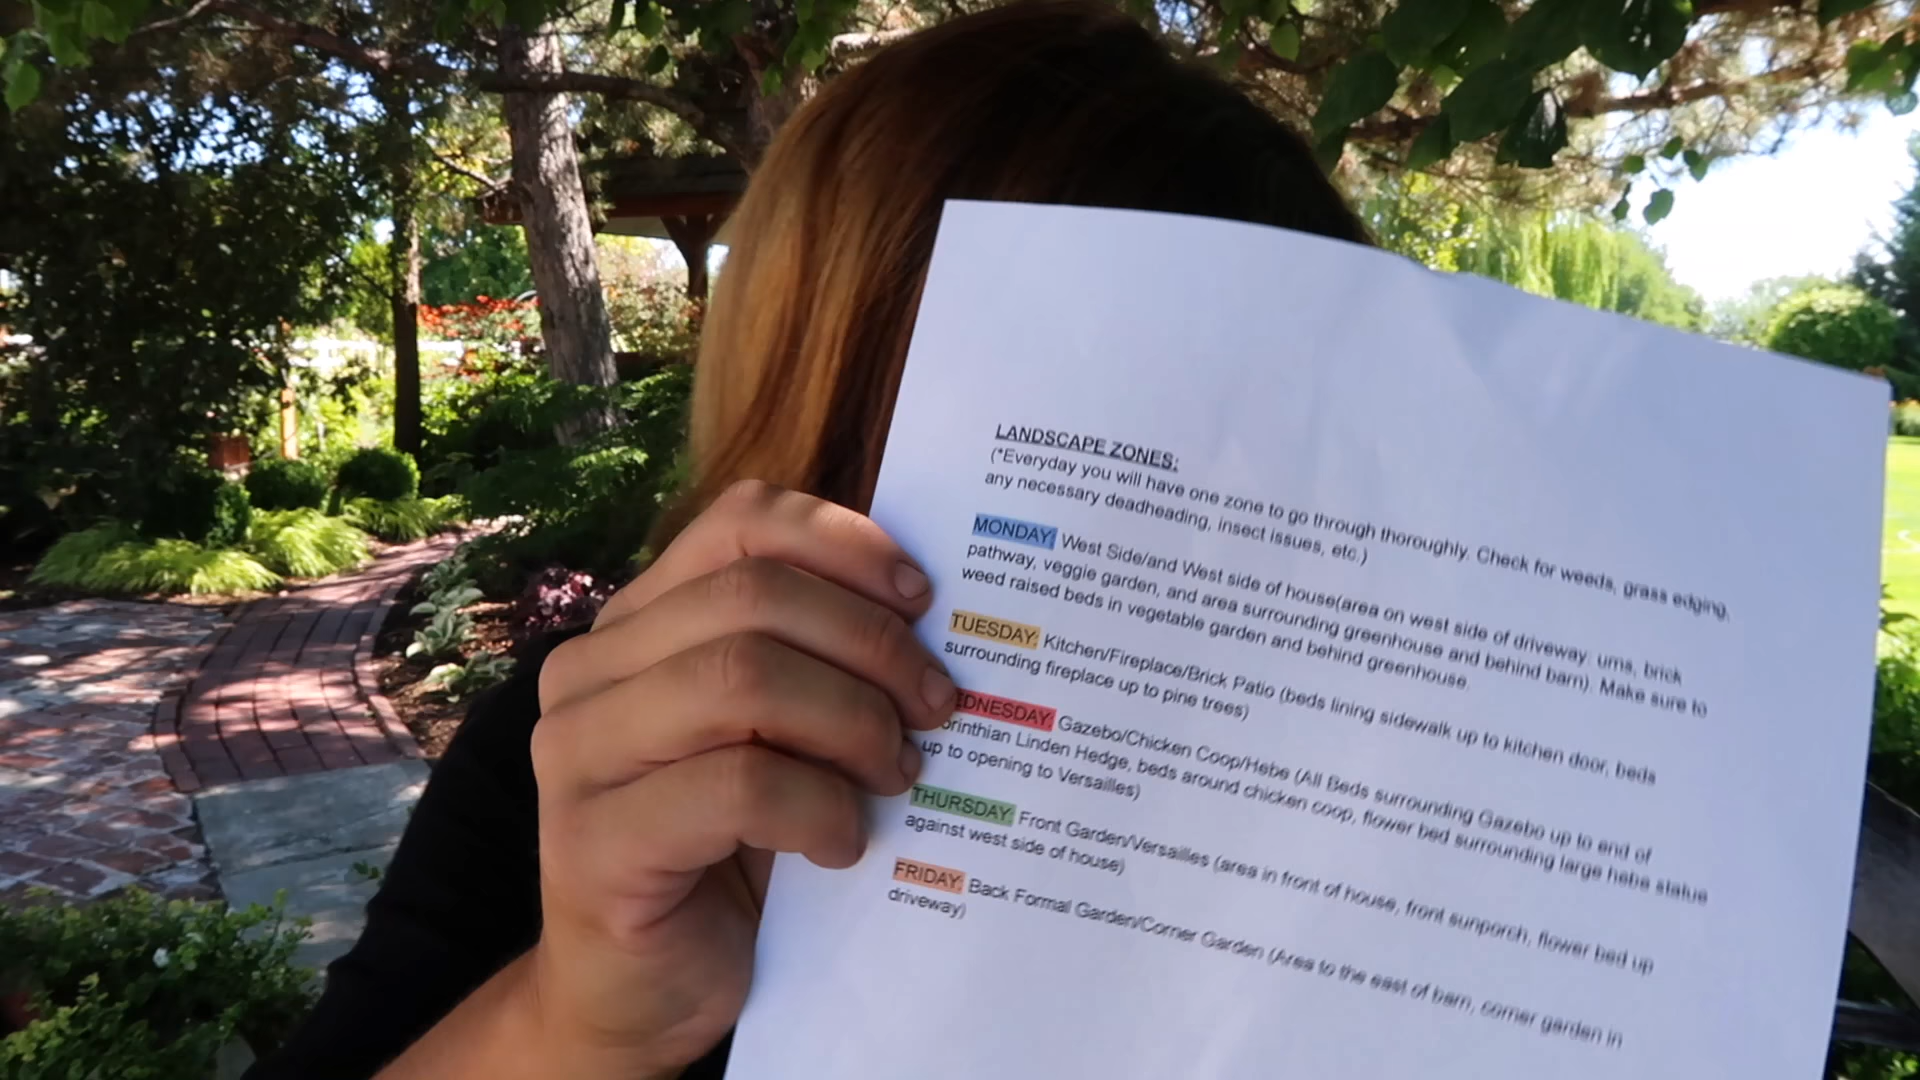 LANDSCAPE ZONES:
(*Everyday you will have one zone to go through thoroughly. Check for weeds, grass edging,
any necessary deadheading, insect issues, etc.)
MONDAY: West Side/and West side of house(area on west side of driveway: urns, brick
pathway, veggie garden, and area surrounding greenhouse and behind barn). Make sure to
weed raised beds in vegetable garden and behind greenhouse.
TUESDAY: Kitchen/Fireplace/Brick Patio (beds lining sidewalk up to kitchen door, beds
surrounding fireplace up to pine trees)
EDNESDAY: Gazebo/Chicken Coop/Hebe (All Beds surrounding Gazebo up to end of
orinthian Linden Hedge, beds around chicken coop, flower bed surrounding large hebe statue
up to opening to Versailles)
THURSDAY: Front Garden/Versailles (area in front of house, front sunporch, flower bed up
against west side of house)
FRIDAY: Back Formal Garden/Corner Garden (Area to the east of barn, corner garden in
driveway)